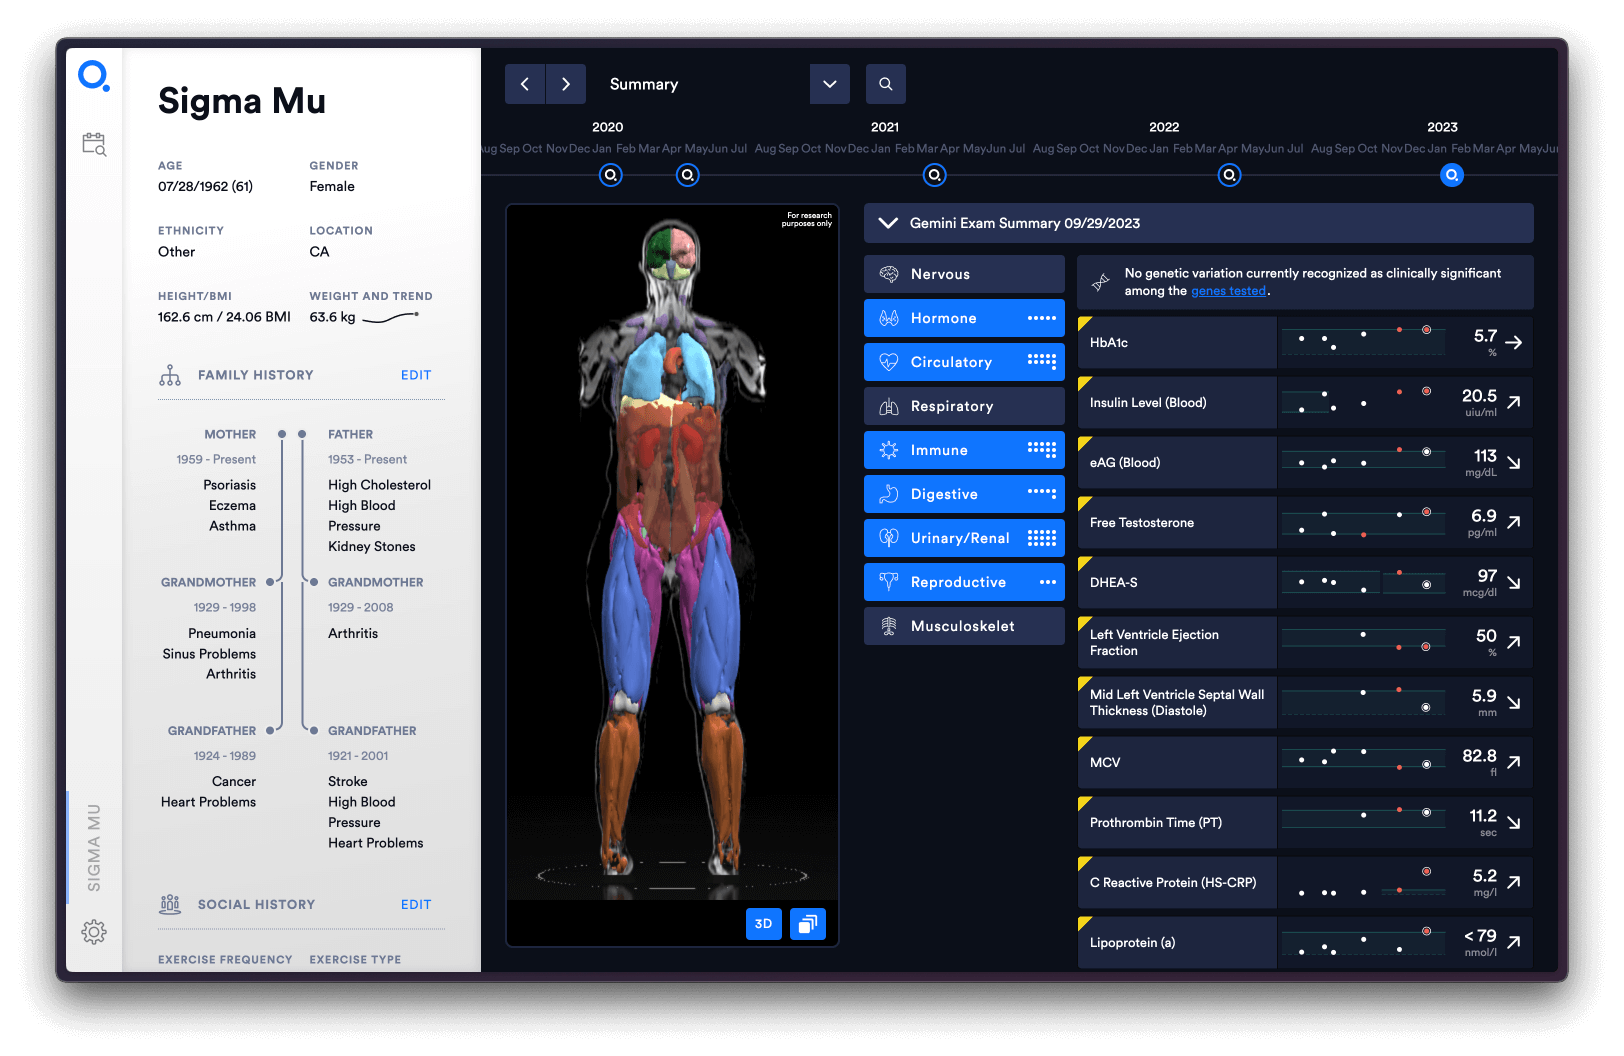 Sigma Mu
AGE
GENDER
07/28/1962 (61)
Female
ETHNICITY
LOCATION
Other
CA
HEIGHT/BMI
WEIGHT AND TREND
162.6 cm / 24.06 BMI
63.6 kg
FAMILY HISTORY
EDIT
MOTHER
1959 - Present
Psoriasis
Eczema
Asthma
FATHER
1953 - Present
High Cholesterol
High Blood
Pressure
Kidney Stones
GRANDMOTHER
1929 - 1998
Pneumonia
Sinus Problems
Arthritis
GRANDMOTHER
1929 - 2008
Arthritis
GRANDFATHER
1924 - 1989
Cancer
Heart Problems
GRANDFATHER
1921 - 2001
Stroke
High Blood
Pressure
Heart Problems
SOCIAL HISTORY
EDIT
EXERCISE FREQUENCY
EXERCISE TYPE
SIGMA MU
Summary
2020
2021
2022
2023
Aug Sep Oct Nov Dec Jan Feb Mar Apr May Jun Jul Aug Sep Oct Nov Dec Jan Feb Mar Apr May Jun Jul Aug Sep Oct Nov Dec Jan Feb Mar Apr May Jun Jul Aug Sep Oct Nov Dec Jan Feb Mar Apr May Jun
For research
purposes only
3D
Gemini Exam Summary 09/29/2023
Nervous
Hormone
Circulatory
Respiratory
Immune
Digestive
Urinary/Renal
Reproductive
Musculoskelet
No genetic variation currently recognized as clinically significant
among the genes tested.
HbA1c
5.7
%
Insulin Level (Blood)
20.5
uiu/ml
eAG (Blood)
113
mg/dL
Free Testosterone
6.9
pg/ml
DHEA-S
97
mcg/dl
Left Ventricle Ejection
Fraction
50
%
Mid Left Ventricle Septal Wall
Thickness (Diastole)
5.9
mm
MCV
82.8
fl
Prothrombin Time (PT)
11.2
sec
C Reactive Protein (HS-CRP)
5.2
mg/l
Lipoprotein (a)
< 79
nmol/l